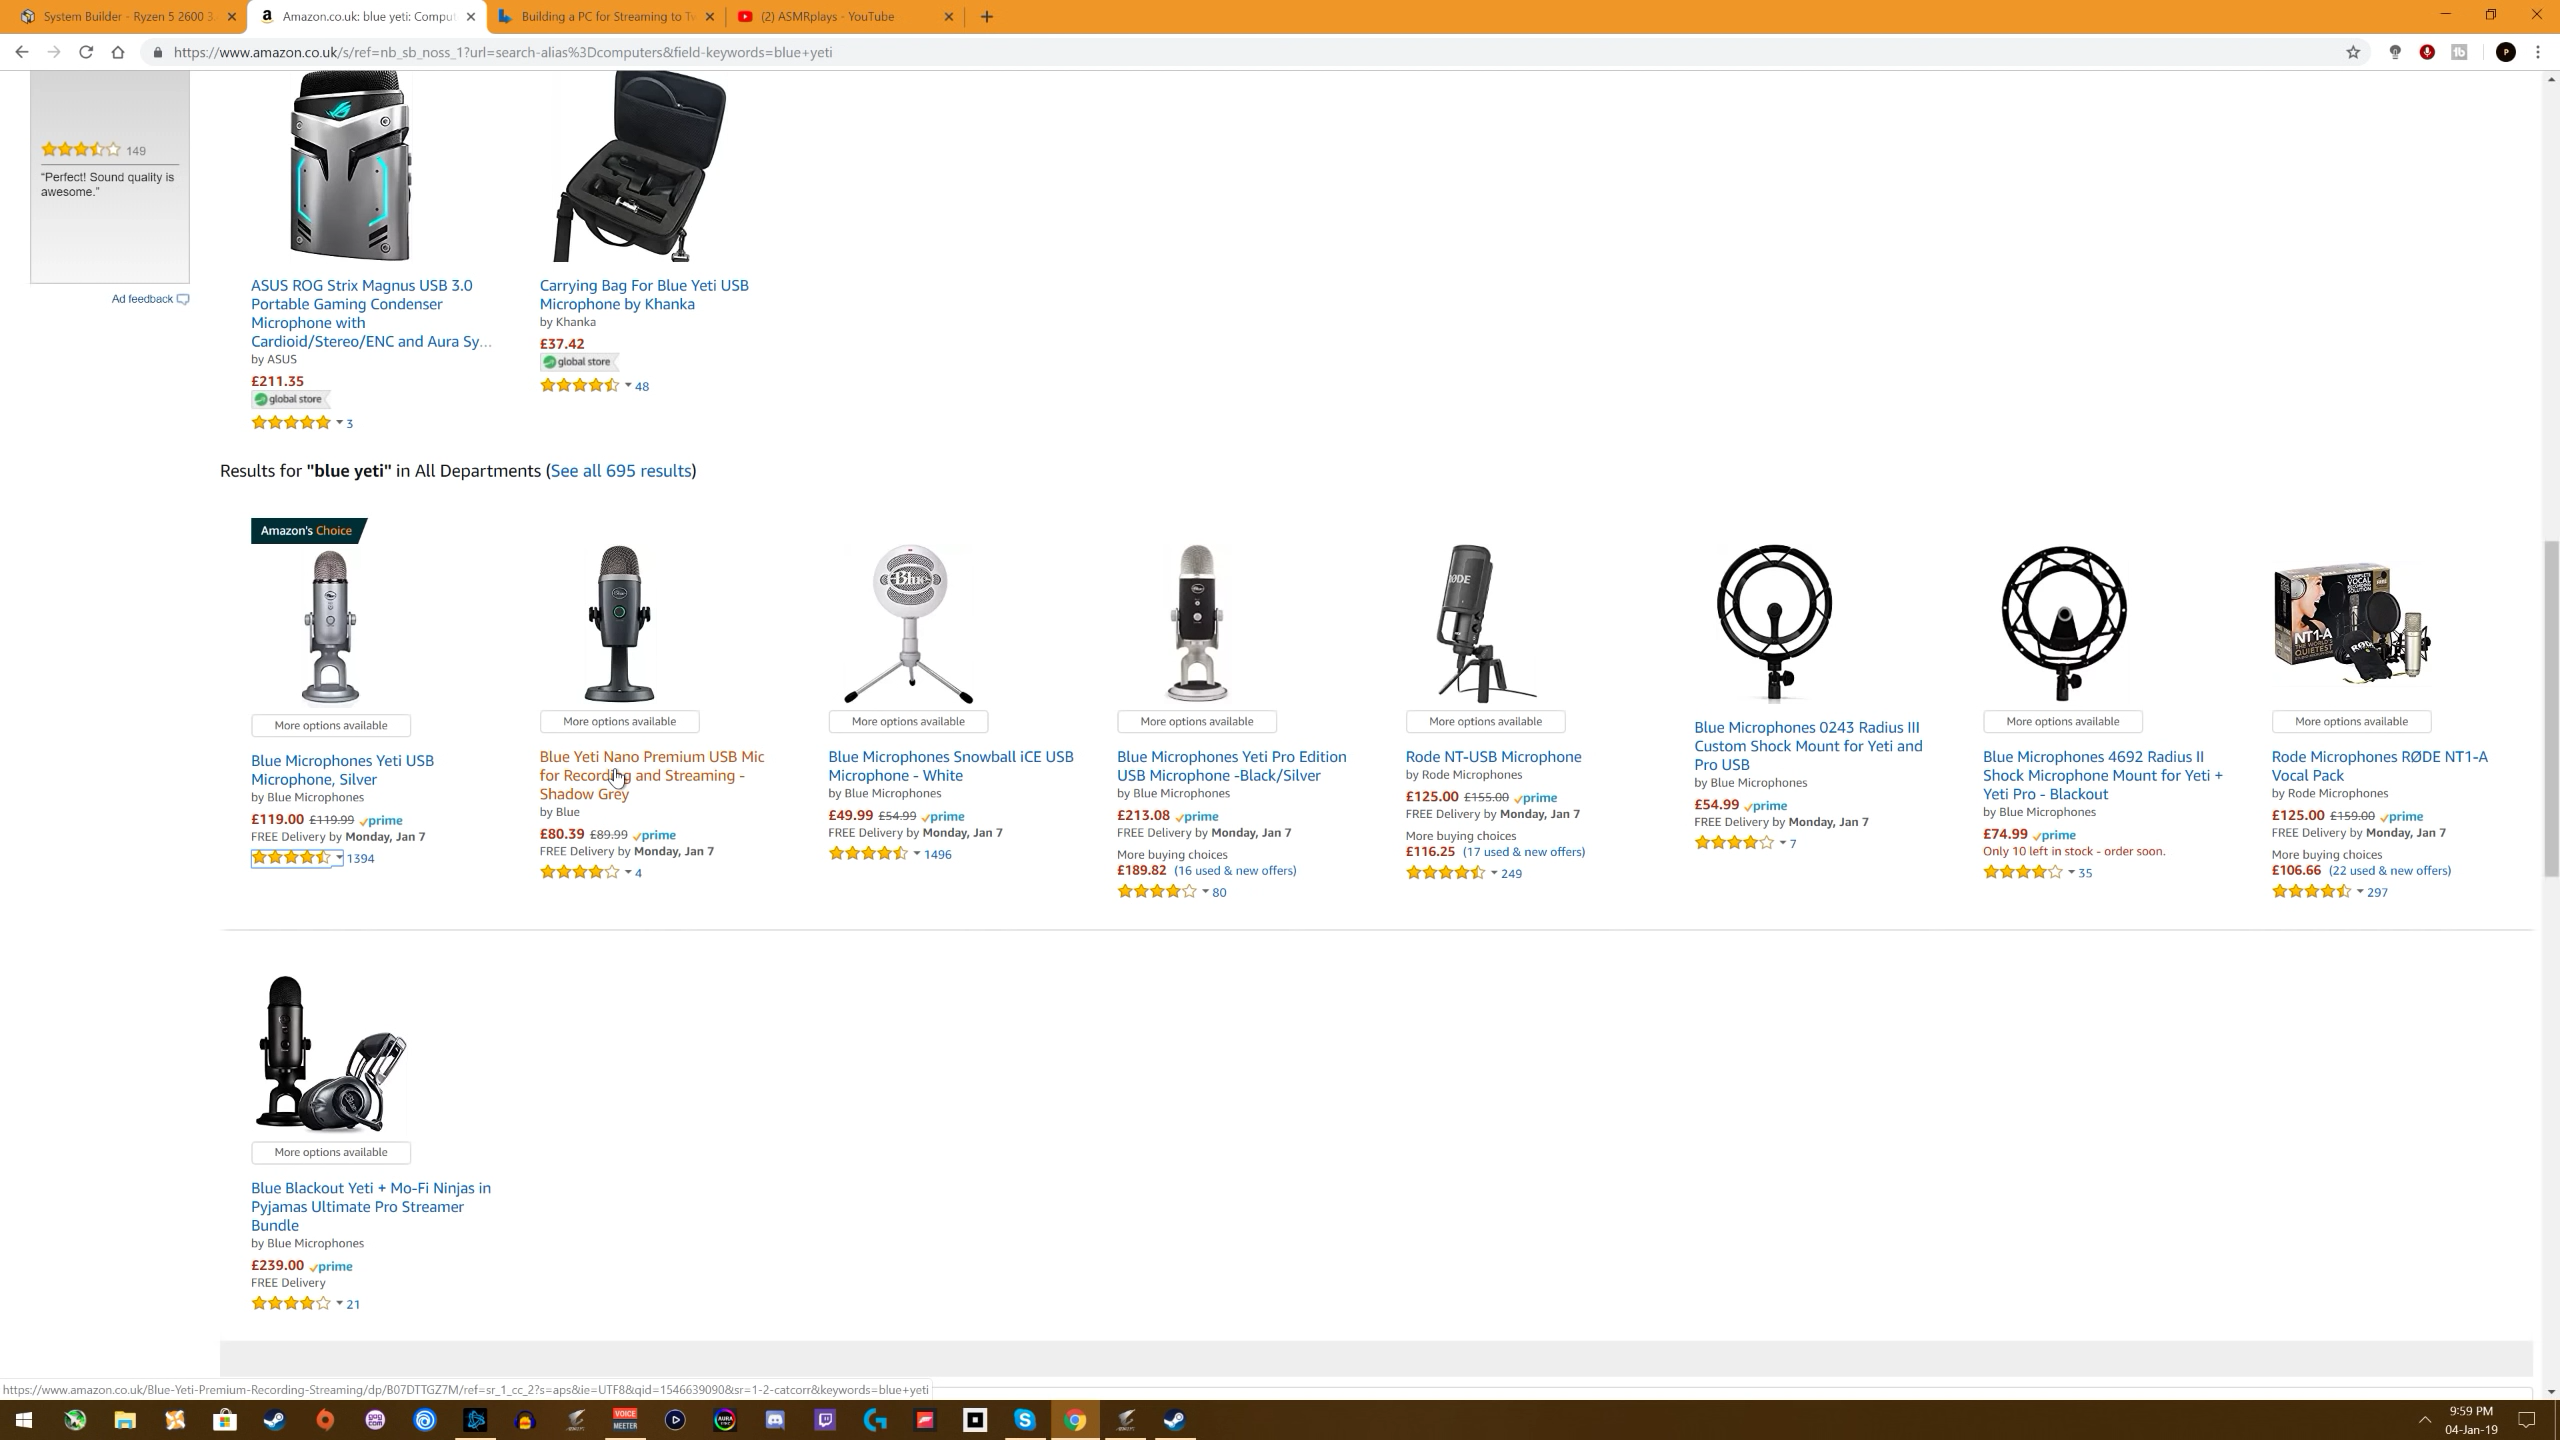 System Builder - Ryzen 5 2600 3.
Amazon.co.uk: blue yeti: Comput
Building a PC for Streaming to Tw
(2) ASMRplays - YouTube
https://www.amazon.co.uk/s/ref=nb_sb_noss_1?url=search-alias%3Dcomputers&field-keywords=blue+yeti
149
"Perfect! Sound quality is
awesome."
Ad feedback
ASUS ROG Strix Magnus USB 3.0
Portable Gaming Condenser
Microphone with
Cardioid/Stereo/ENC and Aura Sy...
by ASUS
£211.35
global store
3
Carrying Bag For Blue Yeti USB
Microphone by Khanka
by Khanka
£37.42
global store
48
Results for "blue yeti" in All Departments (See all 695 results)
Amazon's Choice
More options available
Blue Microphones Yeti USB
Microphone, Silver
by Blue Microphones
£119.00 £119.99 prime
FREE Delivery by Monday, Jan 7
1394
More options available
Blue Yeti Nano Premium USB Mic
for Recording and Streaming -
Shadow Grey
by Blue
£80.39 £89.99 prime
FREE Delivery by Monday, Jan 7
4
Blue
More options available
Blue Microphones Snowball iCE USB
Microphone - White
by Blue Microphones
£49.99 £54.99 prime
FREE Delivery by Monday, Jan 7
1496
More options available
Blue Microphones Yeti Pro Edition
USB Microphone -Black/Silver
by Blue Microphones
£213.08 prime
FREE Delivery by Monday, Jan 7
More buying choices
£189.82 (16 used & new offers)
80
RØDE
More options available
Rode NT-USB Microphone
by Rode Microphones
£125.00 £155.00 prime
FREE Delivery by Monday, Jan 7
More buying choices
£116.25 (17 used & new offers)
249
Blue Microphones 0243 Radius III
Custom Shock Mount for Yeti and
Pro USB
by Blue Microphones
£54.99 prime
FREE Delivery by Monday, Jan 7
7
More options available
Blue Microphones 4692 Radius II
Shock Microphone Mount for Yeti +
Yeti Pro - Blackout
by Blue Microphones
£74.99 prime
Only 10 left in stock - order soon.
35
NT1-A
More options available
Rode Microphones RØDE NT1-A
Vocal Pack
by Rode Microphones
£125.00 £159.00 prime
FREE Delivery by Monday, Jan 7
More buying choices
£106.66 (22 used & new offers)
297
More options available
Blue Blackout Yeti + Mo-Fi Ninjas in
Pyjamas Ultimate Pro Streamer
Bundle
by Blue Microphones
£239.00 prime
FREE Delivery
21
https://www.amazon.co.uk/Blue-Yeti-Premium-Recording-Streaming/dp/B07DTTGZ7M/ref=sr_1_cc_2?s=aps&ie=UTF8&qid=1546639090&sr=1-2-catcorr&keywords=blue+yeti
VOICE
MEETER
9:59 PM
04-Jan-19